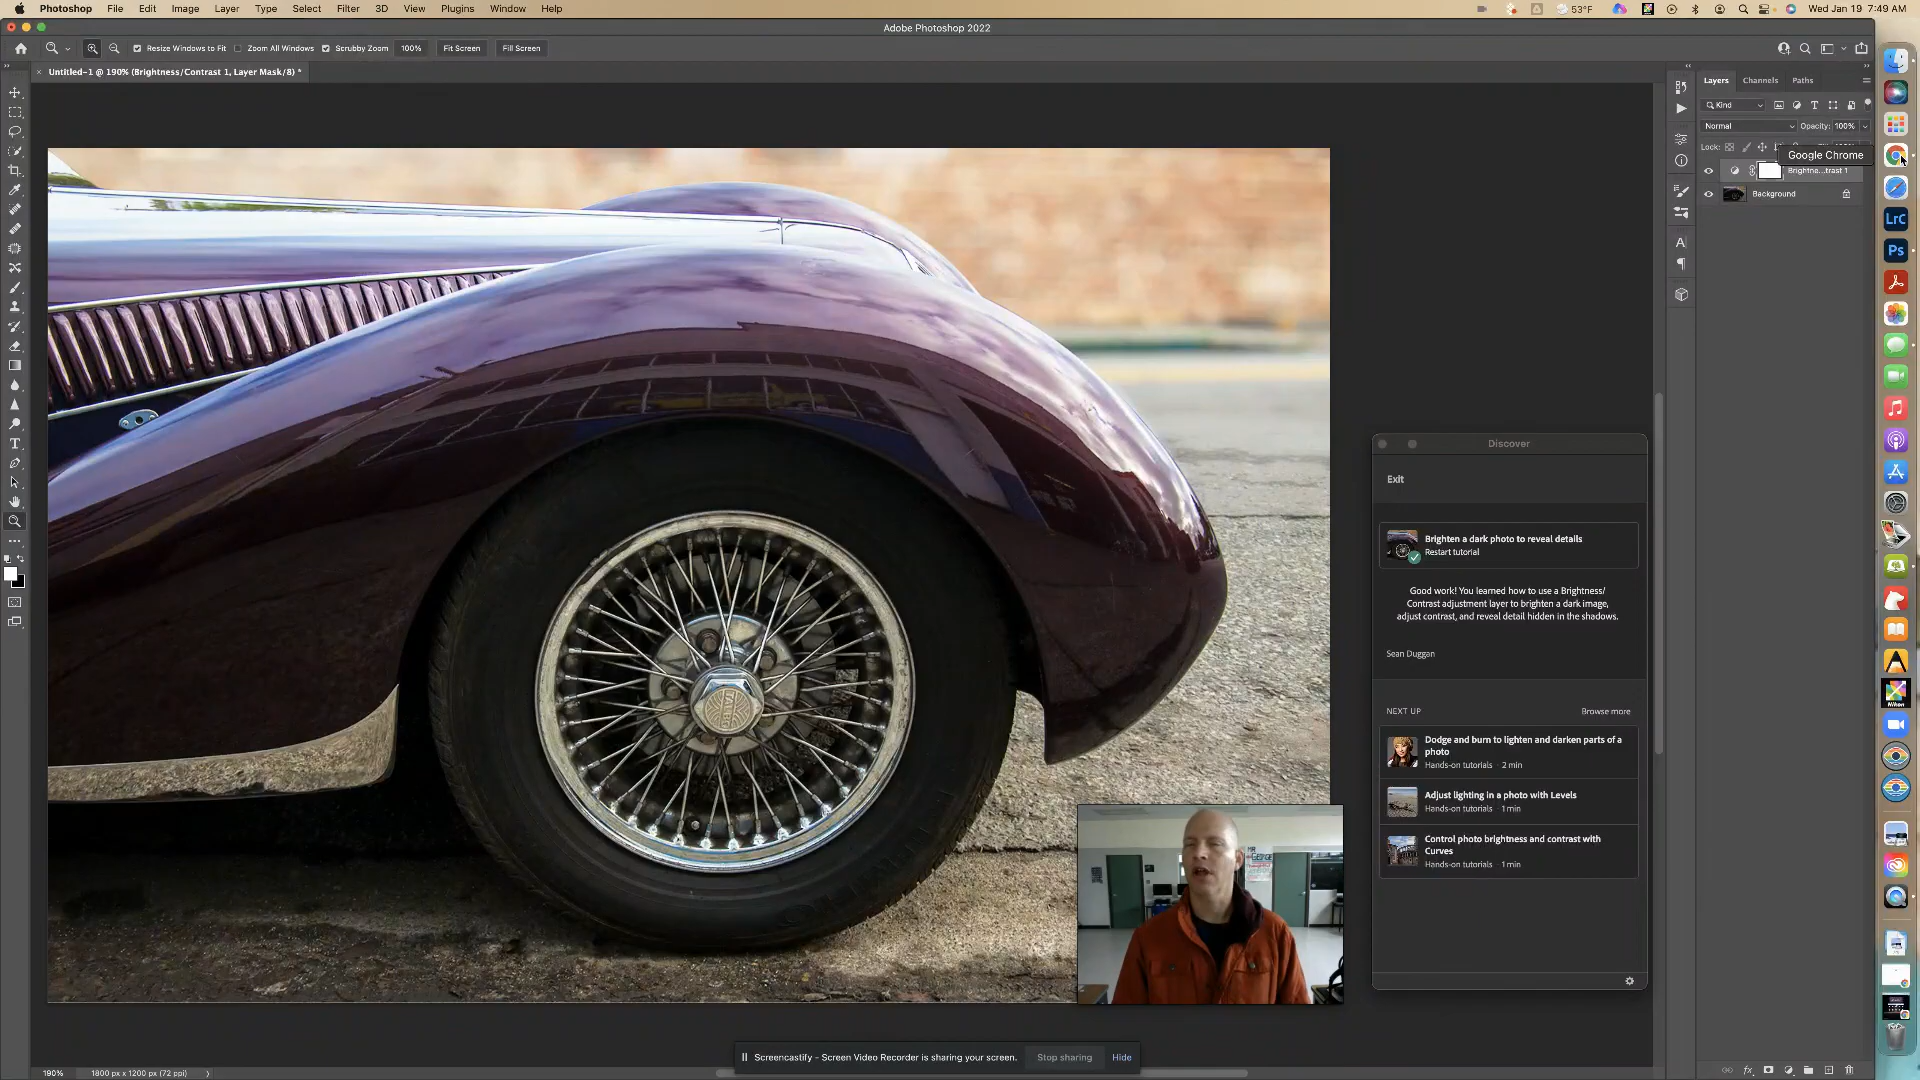 Photoshop File Edit Image Layer Type Select Filter 3D View Plugins Window Help
53°F Wed Jan 19 7:49 AM
Adobe Photoshop 2022
Resize Windows to Fit Zoom All Windows Scrubby Zoom 100% Fit Screen Fill Screen
Untitled-1 @ 190% (Brightness/Contrast 1, Layer Mask/8) *
Layers Channels Paths
Kind
Normal Opacity: 100%
Lock:
Google Chrome
Brightne...trast 1
Background
LrC
Ps
Discover
Exit
Brighten a dark photo to reveal details
Restart tutorial
Good work! You learned how to use a Brightness/
Contrast adjustment layer to brighten a dark image,
adjust contrast, and reveal detail hidden in the shadows.
Sean Duggan
NEXT UP Browse more
Dodge and burn to lighten and darken parts of a
photo
Hands-on tutorials · 2 min
Adjust lighting in a photo with Levels
Hands-on tutorials · 1 min
Control photo brightness and contrast with
Curves
Hands-on tutorials · 1 min
Nikon
MR
GEORGE
Screencastify - Screen Video Recorder is sharing your screen. Stop sharing Hide
190% 1800 px x 1200 px (72 ppi)